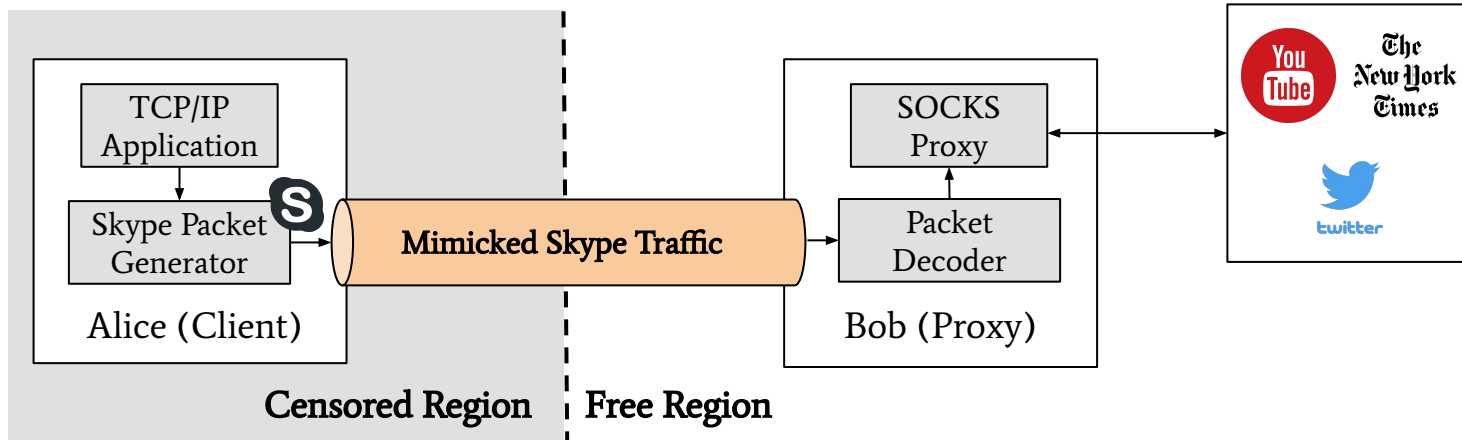 TCP/IP
Application
Skype Packet
Generator
S
Alice (Client)
Mimicked Skype Traffic
SOCKS
Proxy
Packet
Decoder
Bob (Proxy)
You
Tube
The
New York
Times
twitter
Censored Region
Free Region